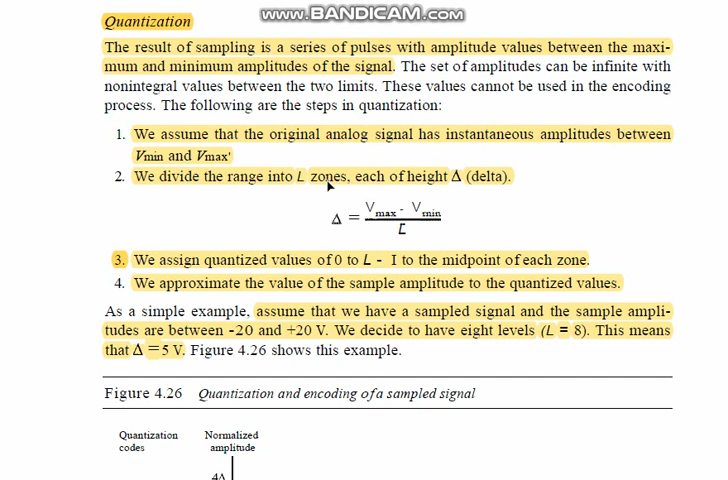 www.BANDICAM.com
Quantization
The result of sampling is a series of pulses with amplitude values between the maxi-
mum and minimum amplitudes of the signal. The set of amplitudes can be infinite with
nonintegral values between the two limits. These values cannot be used in the encoding
process. The following are the steps in quantization:
1. We assume that the original analog signal has instantaneous amplitudes between
Vmin and Vmax'
2. We divide the range into L zones, each of height Δ (delta).
Δ = (Vmax - Vmin) / L
3. We assign quantized values of 0 to L - I to the midpoint of each zone.
4. We approximate the value of the sample amplitude to the quantized values.
As a simple example, assume that we have a sampled signal and the sample ampli-
tudes are between -20 and +20 V. We decide to have eight levels (L = 8). This means
that Δ = 5 V. Figure 4.26 shows this example.
Figure 4.26 Quantization and encoding ofa sampled signal
Quantization Normalized
codes amplitude
4Δ